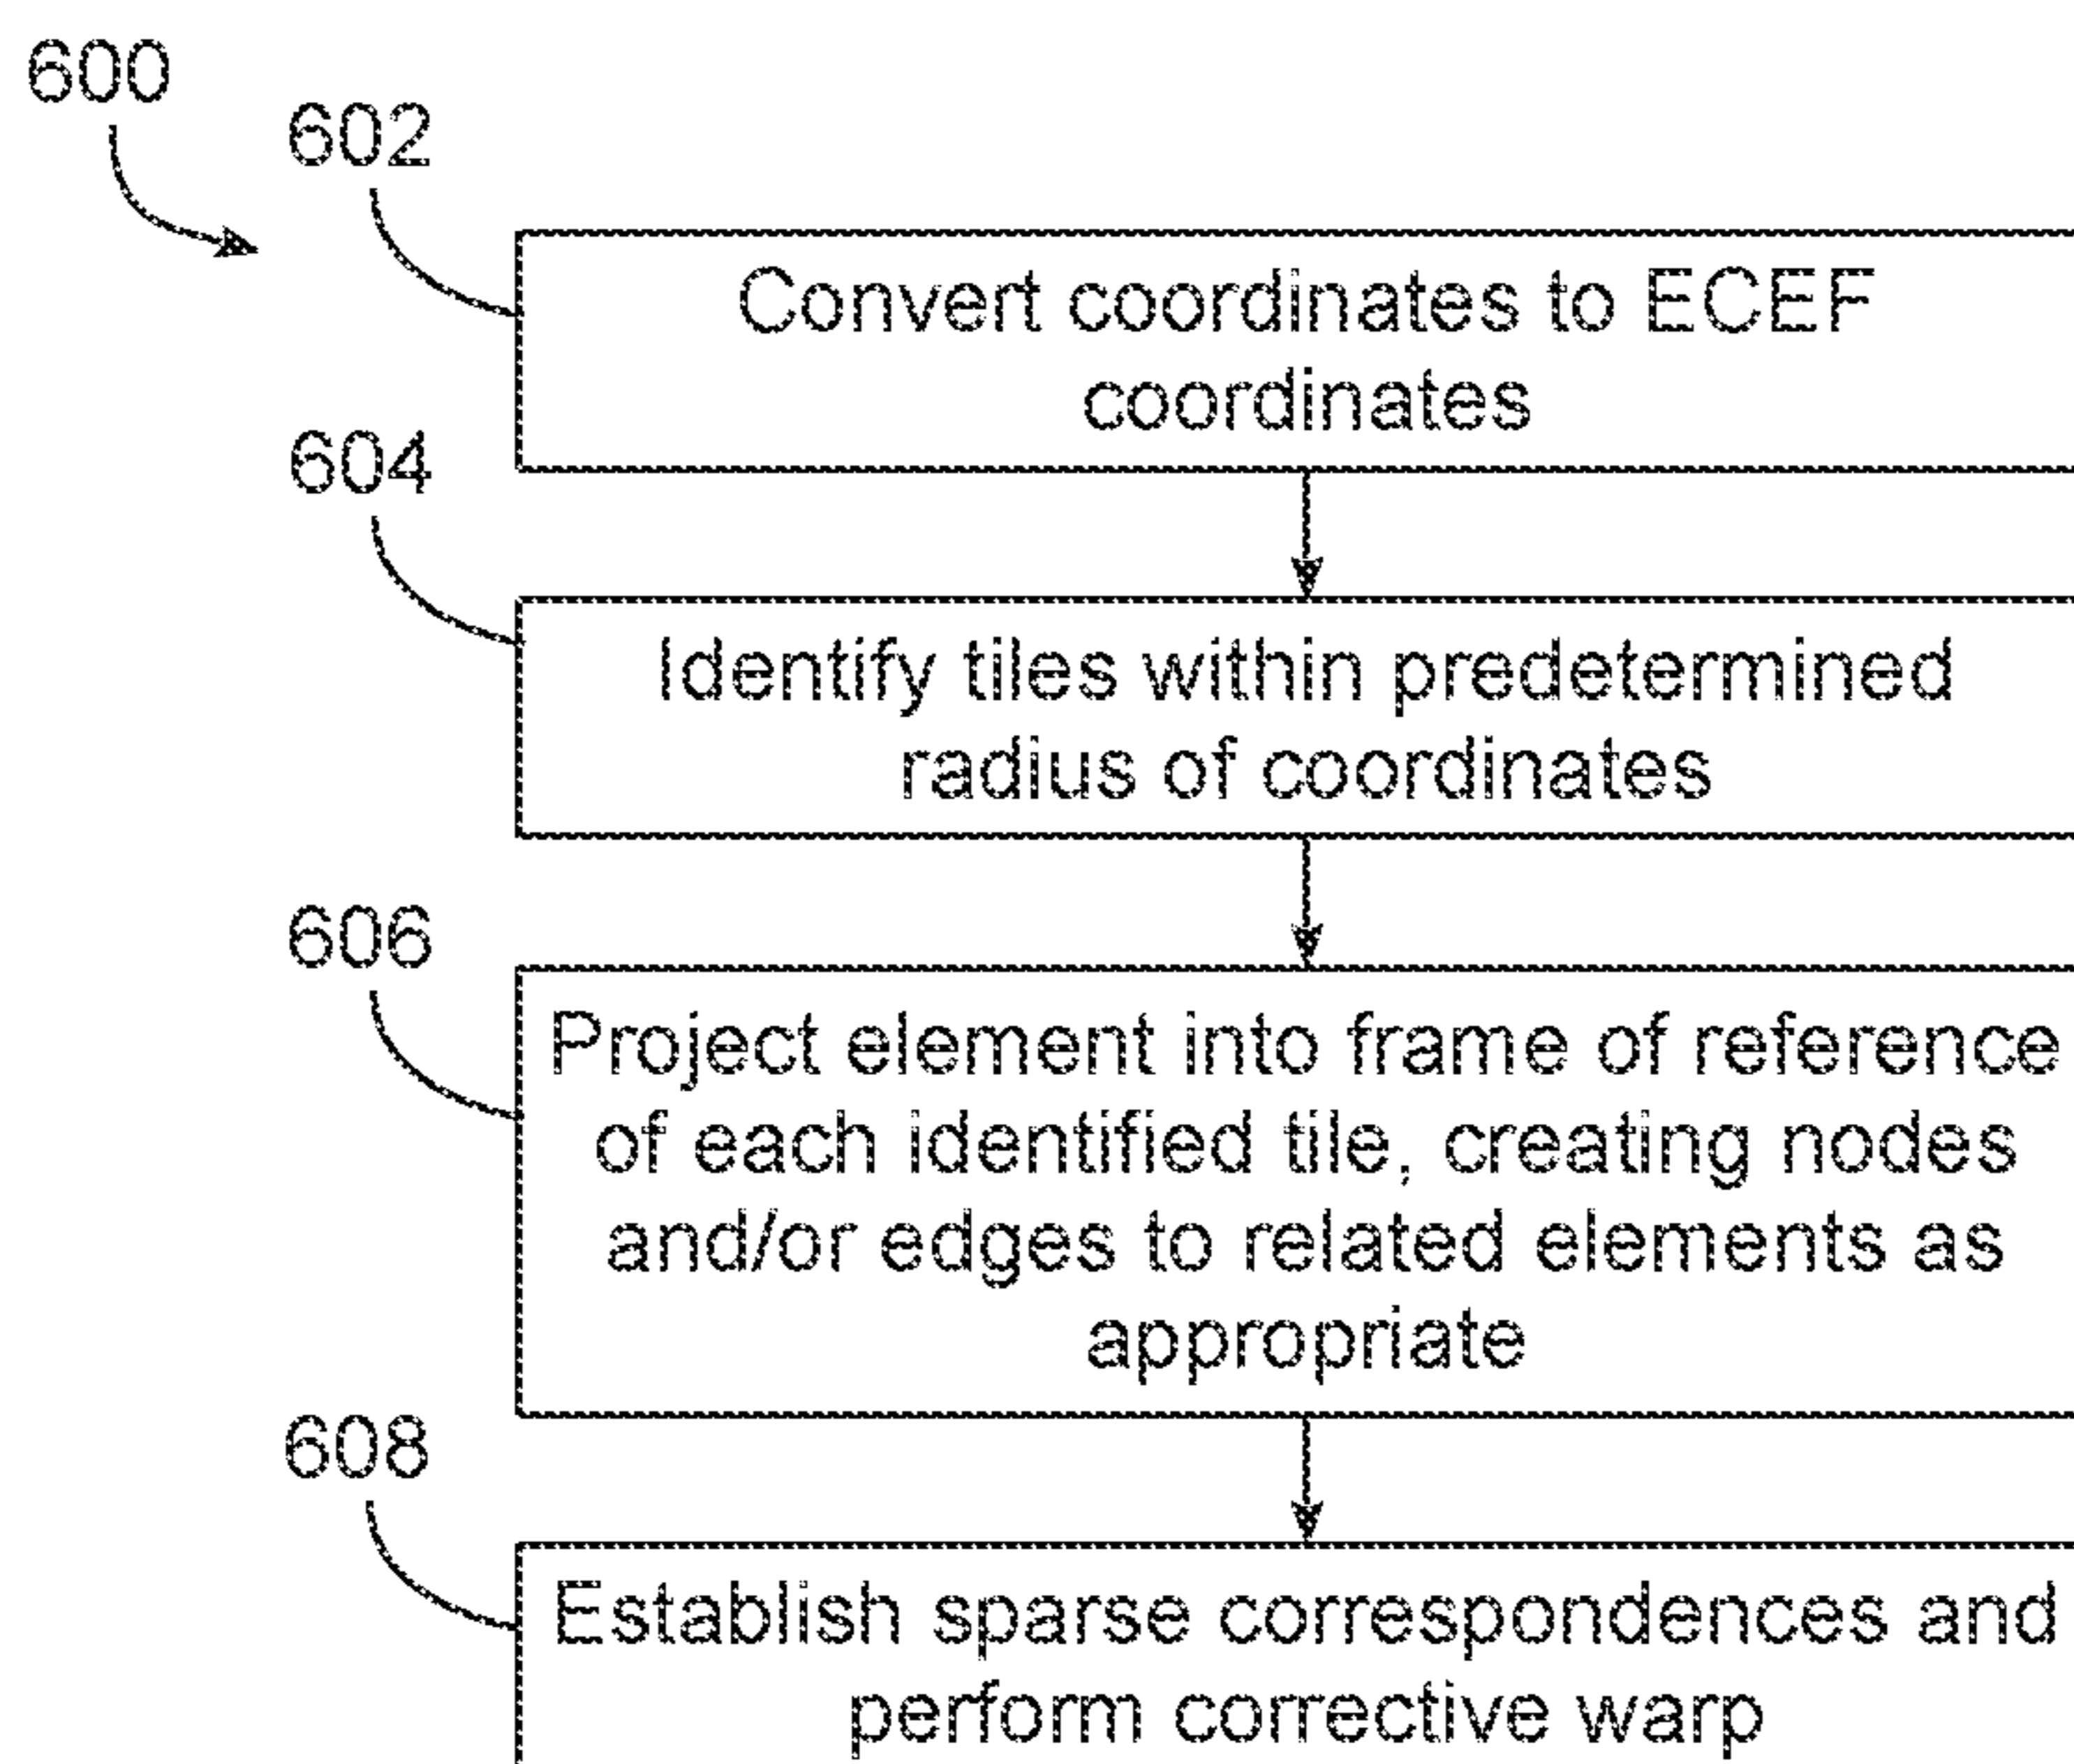 600
602
Convert coordinates to ECEF
coordinates
604
Identify tiles within predetermined
radius of coordinates
606
Project element into frame of reference
of each identified tile, creating nodes
and/or edges to related elements as
appropriate
608
Establish sparse correspondences and
perform corrective warp